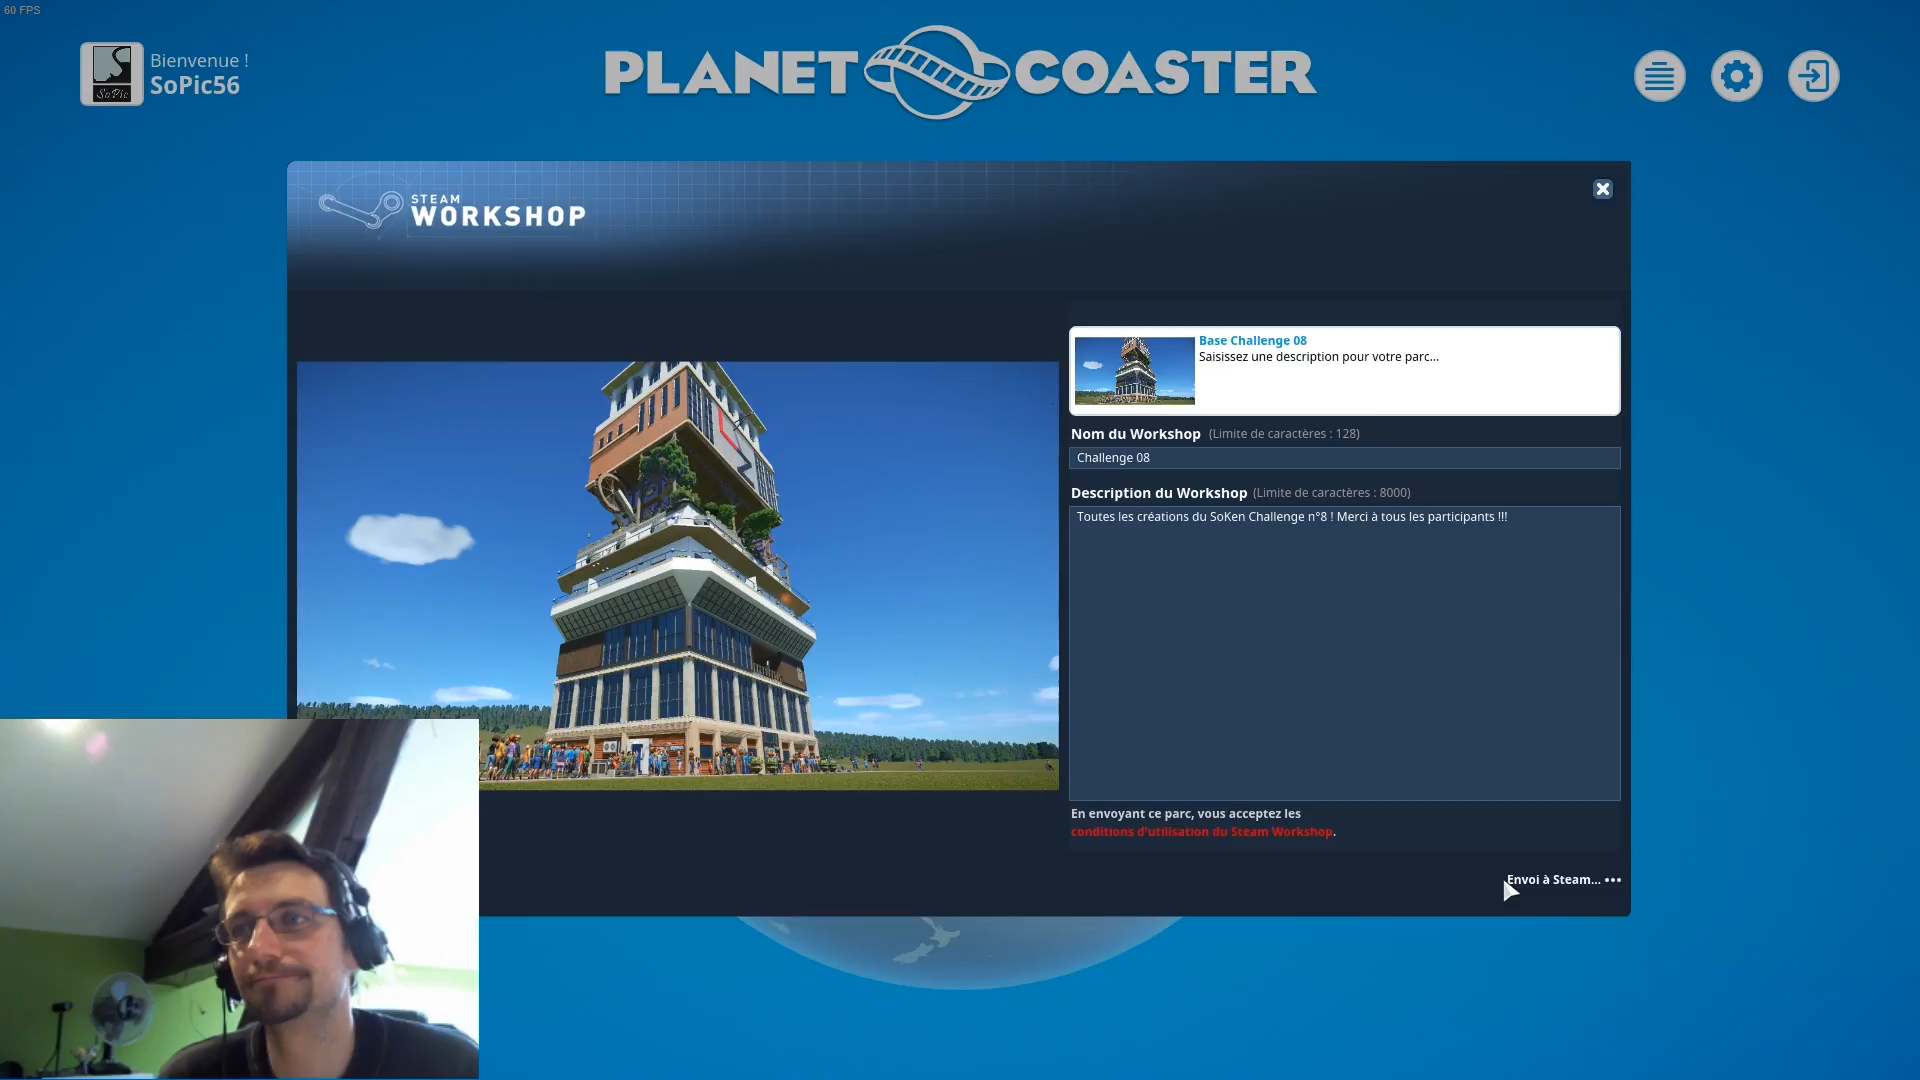 60 FPS
Bienvenue !
SoPic56
SoPic
PLANET COASTER
STEAM
WORKSHOP
Base Challenge 08
Saisissez une description pour votre parc...
Nom du Workshop (Limite de caractères : 128)
Challenge 08
Description du Workshop (Limite de caractères : 8000)
Toutes les créations du SoKen Challenge n°8 ! Merci à tous les participants !!!
En envoyant ce parc, vous acceptez les
conditions d'utilisation du Steam Workshop.
Envoi à Steam...